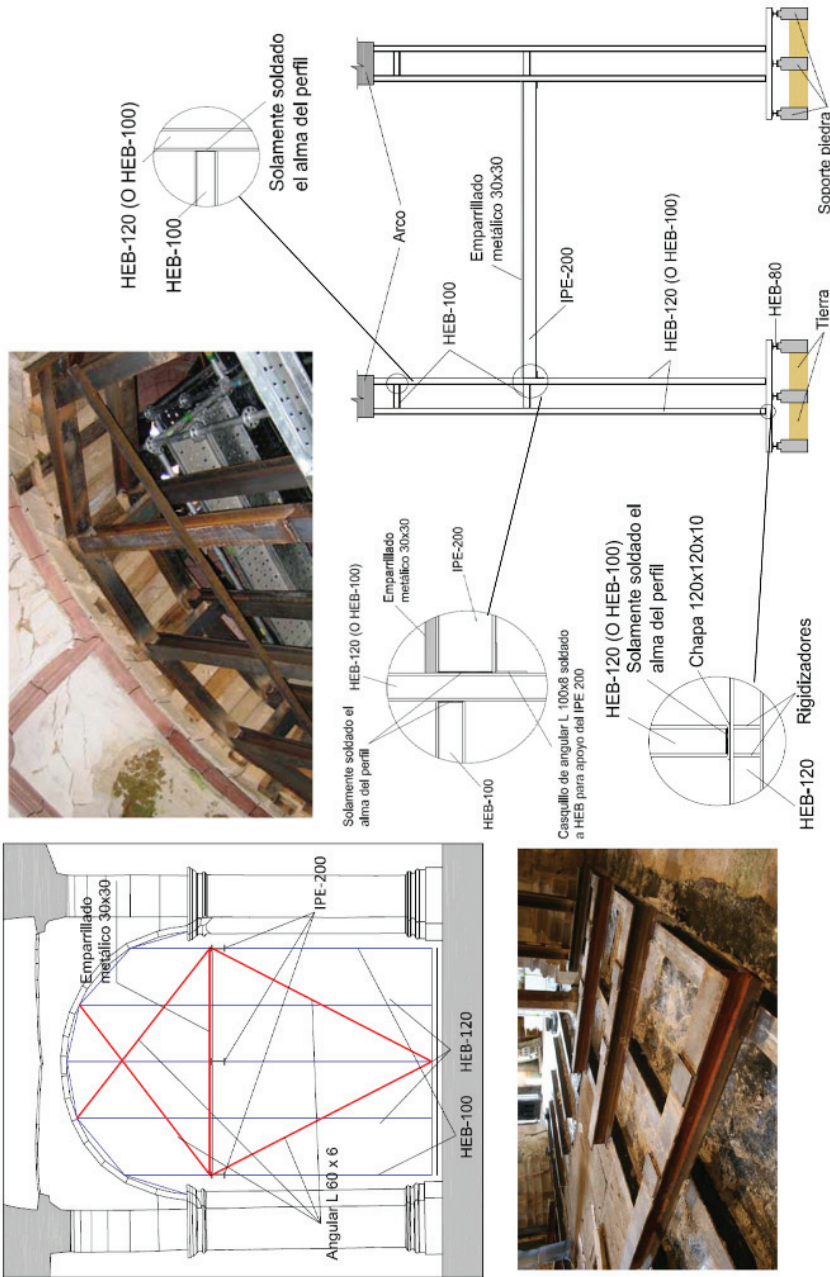 Emparrillado
metálico 30x30
IPE-200
Angular L 60 x 6
HEB-100
HEB-120
HEB-120 (O HEB-100)
HEB-100
Solamente soldado
el alma del perfil
Arco
HEB-100
Emparrillado
metálico 30x30
IPE-200
HEB-120 (O HEB-100)
HEB-80
Tierra
Soporte piedra
Solamente soldado el
alma del perfil
HEB-120 (O HEB-100)
Emparrillado
metálico 30x30
IPE-200
HEB-100
Casquillo de angular L 100x8 soldado
a HEB para apoyo del IPE 200
HEB-120 (O HEB-100)
Solamente soldado el
alma del perfil
Chapa 120x120x10
HEB-120
Rigidizadores